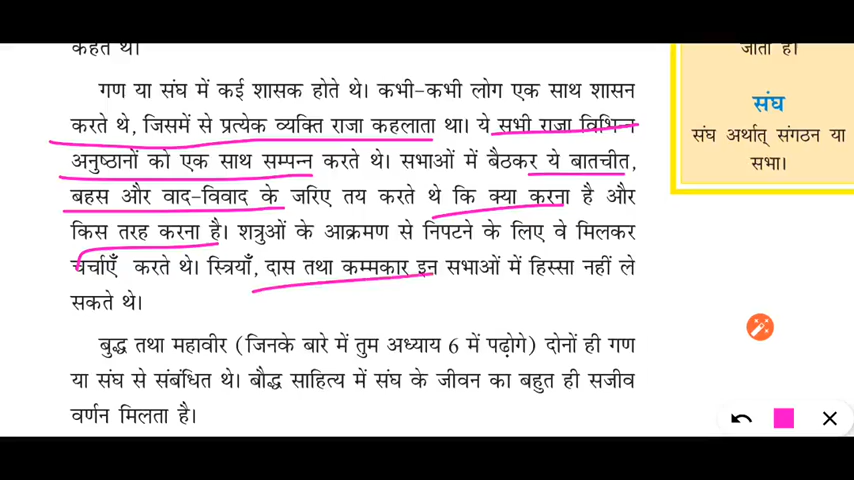 कहते थे।
गण या संघ में कई शासक होते थे। कभी-कभी लोग एक साथ शासन
करते थे, जिसमें से प्रत्येक व्यक्ति राजा कहलाता था। ये सभी राजा विभिन्न
अनुष्ठानों को एक साथ सम्पन्न करते थे। सभाओं में बैठकर ये बातचीत,
बहस और वाद-विवाद के जरिए तय करते थे कि क्या करना है और
किस तरह करना है। शत्रुओं के आक्रमण से निपटने के लिए वे मिलकर
चर्चाएँ करते थे। स्त्रियाँ, दास तथा कम्मकार इन सभाओं में हिस्सा नहीं ले
सकते थे।
बुद्ध तथा महावीर (जिनके बारे में तुम अध्याय 6 में पढ़ोगे) दोनों ही गण
या संघ से संबंधित थे। बौद्ध साहित्य में संघ के जीवन का बहुत ही सजीव
वर्णन मिलता है।
जाता है।
संघ
संघ अर्थात् संगठन या
सभा।